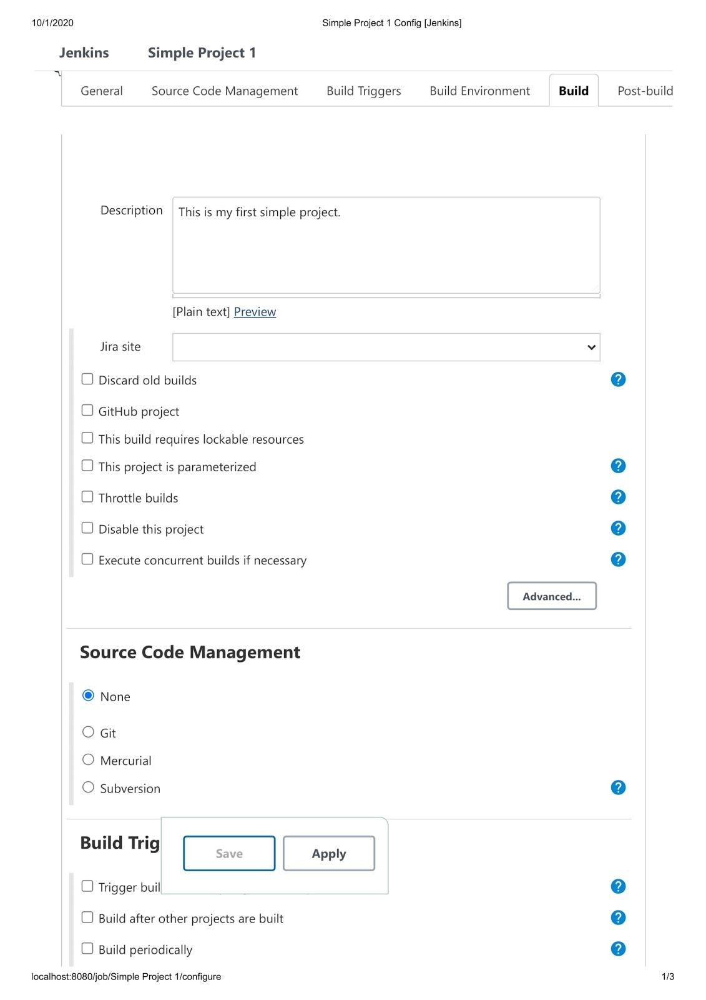 10/1/2020 Simple Project 1 Config [Jenkins]
Jenkins Simple Project 1
General Source Code Management Build Triggers Build Environment Build Post-build
Description This is my first simple project.
[Plain text] Preview
Jira site
Discard old builds ?
GitHub project
This build requires lockable resources
This project is parameterized ?
Throttle builds ?
Disable this project ?
Execute concurrent builds if necessary ?
Advanced...
Source Code Management
None
Git
Mercurial
Subversion ?
Build Trig
Save Apply
Trigger buil ?
Build after other projects are built ?
Build periodically ?
localhost:8080/job/Simple Project 1/configure 1/3